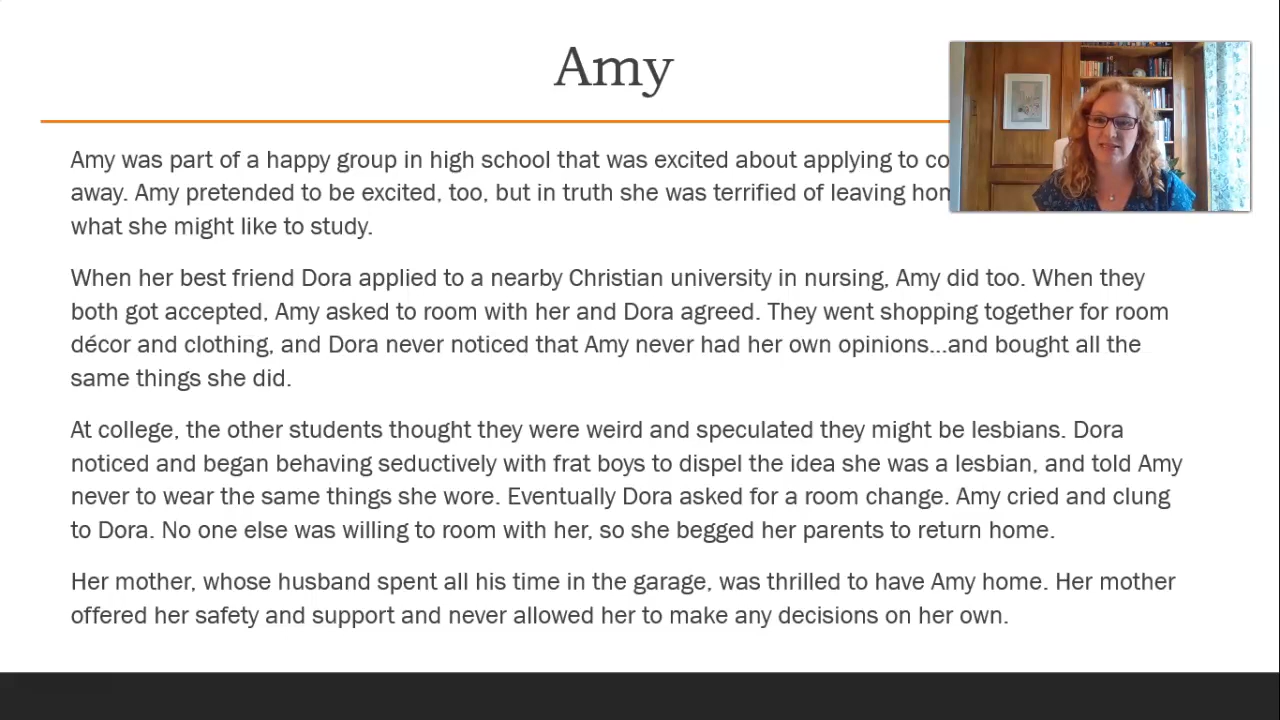 Amy
Amy was part of a happy group in high school that was excited about applying to
away. Amy pretended to be excited, too, but in truth she was terrified of leaving
what she might like to study.
When her best friend Dora applied to a nearby Christian university in nursing, Amy did too. When they
both got accepted, Amy asked to room with her and Dora agreed. They went shopping together for room
décor and clothing, and Dora never noticed that Amy never had her own opinions...and bought all the
same things she did.
At college, the other students thought they were weird and speculated they might be lesbians. Dora
noticed and began behaving seductively with frat boys to dispel the idea she was a lesbian, and told Amy
never to wear the same things she wore. Eventually Dora asked for a room change. Amy cried and clung
to Dora. No one else was willing to room with her, so she begged her parents to return home.
Her mother, whose husband spent all his time in the garage, was thrilled to have Amy home. Her mother
offered her safety and support and never allowed her to make any decisions on her own.